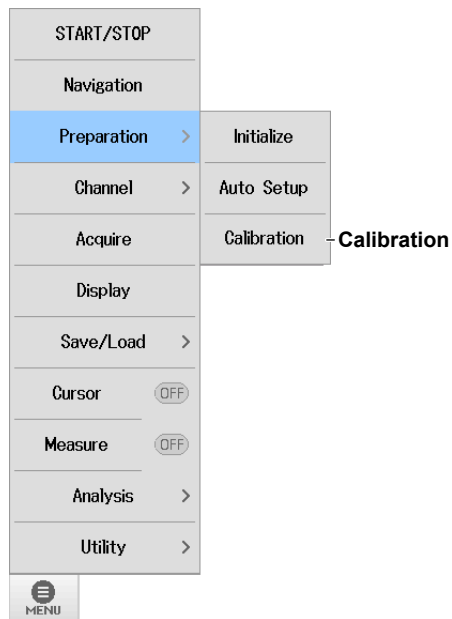 START/STOP
Navigation
Preparation
Initialize
Channel
Auto Setup
Acquire
Calibration
Calibration
Display
Save/Load
Cursor OFF
Measure OFF
Analysis
Utility
MENU